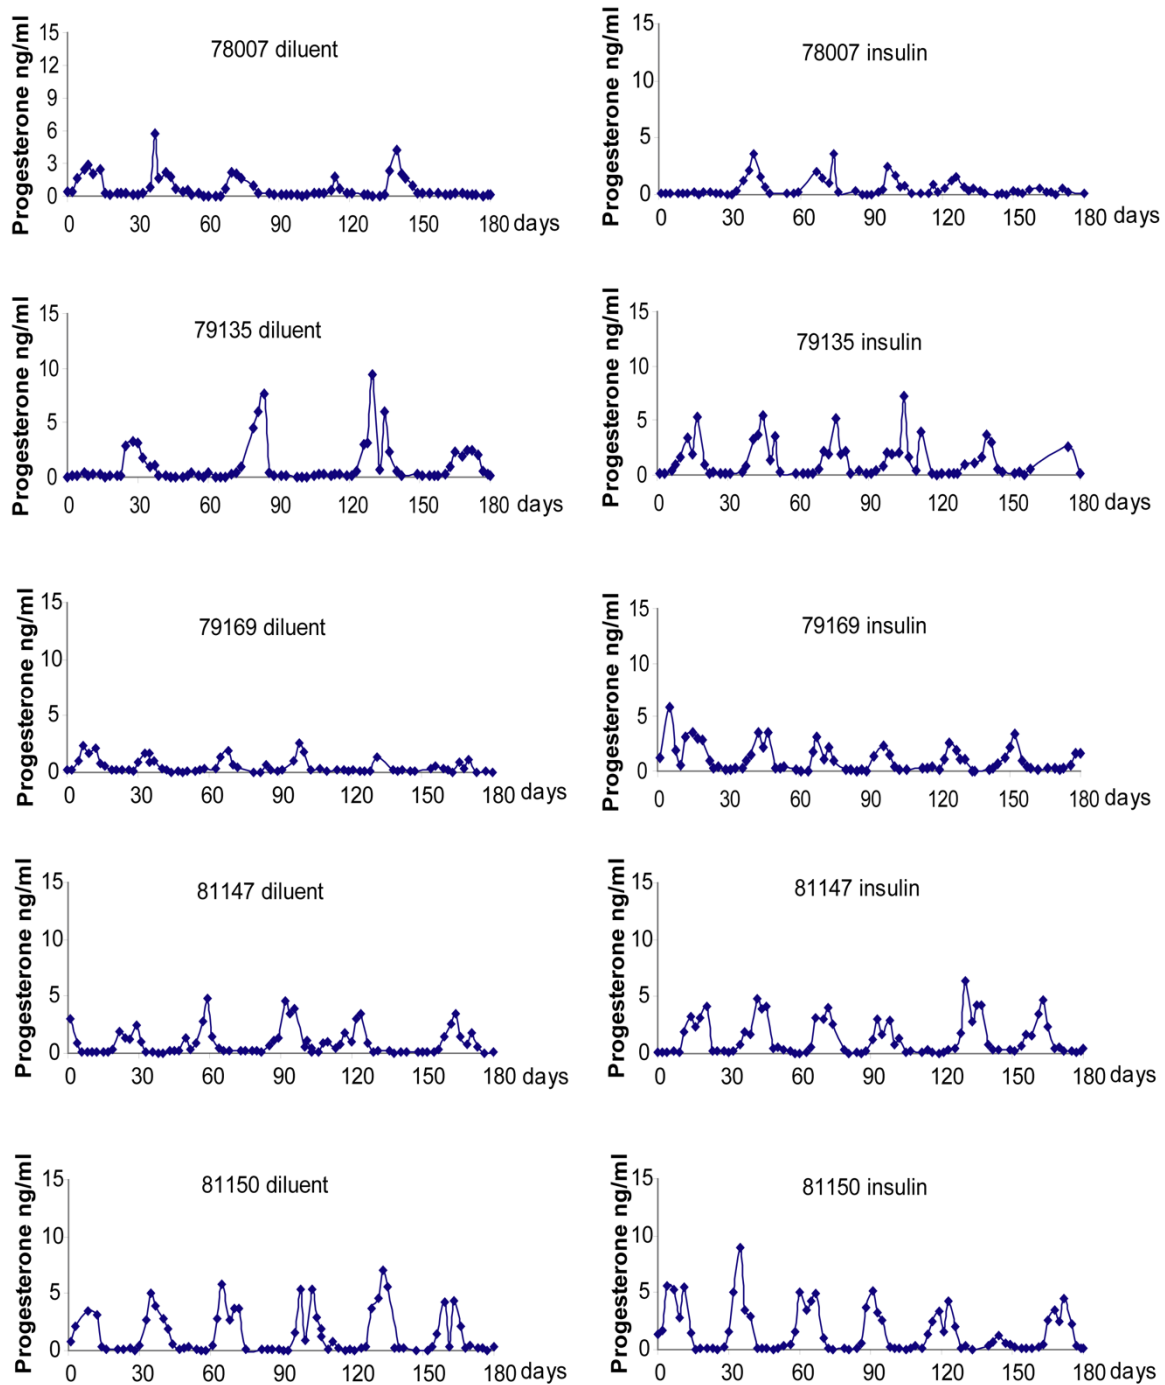 Progesterone ng/ml
78007 diluent
15
12
9
6
3
0
0 30 60 90 120 150 180 days
Progesterone ng/ml
78007 insulin
15
10
5
0
0 30 60 90 120 150 180 days
Progesterone ng/ml
79135 diluent
15
10
5
0
0 30 60 90 120 150 180 days
Progesterone ng/ml
79135 insulin
15
10
5
0
0 30 60 90 120 150 180 days
Progesterone ng/ml
79169 diluent
15
10
5
0
0 30 60 90 120 150 180 days
Progesterone ng/ml
79169 insulin
15
10
5
0
0 30 60 90 120 150 180 days
Progesterone ng/ml
81147 diluent
15
10
5
0
0 30 60 90 120 150 180 days
Progesterone ng/ml
81147 insulin
15
10
5
0
0 30 60 90 120 150 180 days
Progesterone ng/ml
81150 diluent
15
10
5
0
0 30 60 90 120 150 180 days
Progesterone ng/ml
81150 insulin
15
10
5
0
0 30 60 90 120 150 180 days